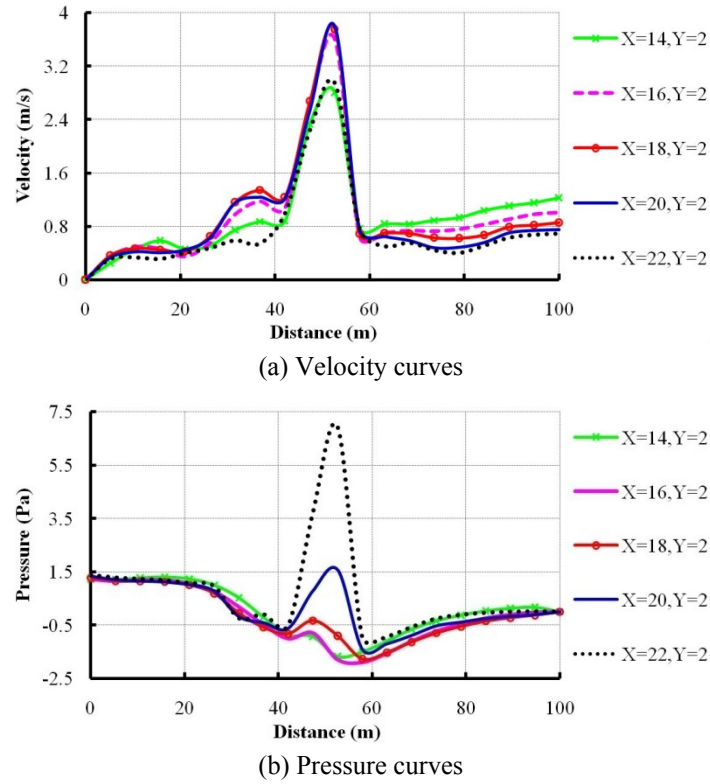 4
3.2
2.4
1.6
0.8
0
Velocity (m/s)
0 20 40 60 80 100
Distance (m)
X=14,Y=2
X=16,Y=2
X=18,Y=2
X=20,Y=2
X=22,Y=2
(a) Velocity curves
7.5
5.5
3.5
1.5
-0.5
-2.5
Pressure (Pa)
0 20 40 60 80 100
Distance (m)
X=14,Y=2
X=16,Y=2
X=18,Y=2
X=20,Y=2
X=22,Y=2
(b) Pressure curves